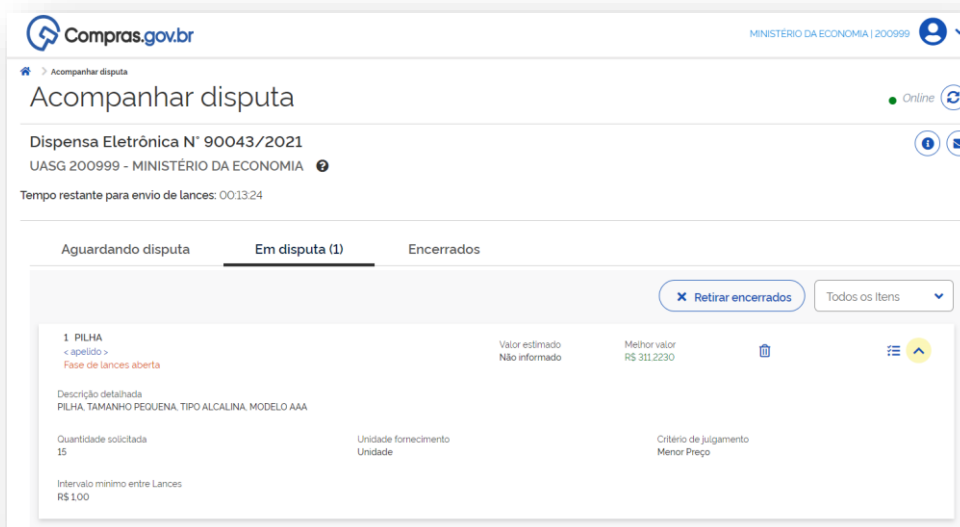 Compras.gov.br
MINISTÉRIO DA ECONOMIA | 200999
Acompanhar disputa
Acompanhar disputa
Online
Dispensa Eletrônica N° 90043/2021
UASG 200999 - MINISTÉRIO DA ECONOMIA
Tempo restante para envio de lances: 00:13:24
Aguardando disputa Em disputa (1) Encerrados
Retirar encerrados Todos os Itens
1 PILHA
< apelido >
Fase de lances aberta
Valor estimado
Não informado
Melhor valor
R$ 311.2230
Descrição detalhada
PILHA, TAMANHO PEQUENA, TIPO ALCALINA, MODELO AAA
Quantidade solicitada
15
Unidade fornecimento
Unidade
Critério de julgamento
Menor Preço
Intervalo mínimo entre Lances
R$ 1.00